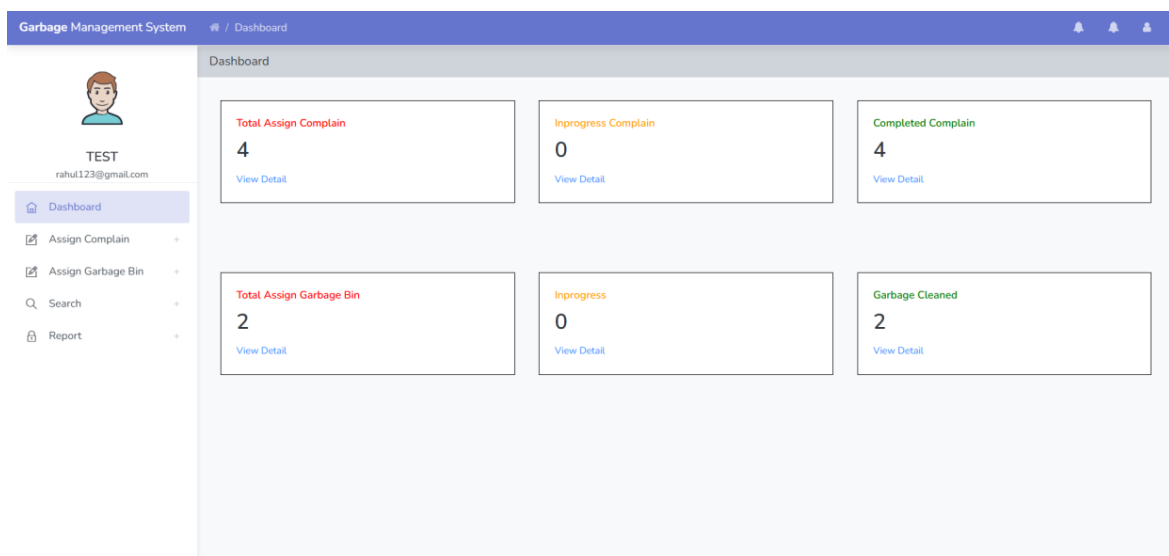 Garbage Management System / Dashboard
Dashboard
TEST
rahul123@gmail.com
Dashboard
Assign Complain +
Assign Garbage Bin +
Search +
Report +
Total Assign Complain
4
View Detail
Inprogress Complain
0
View Detail
Completed Complain
4
View Detail
Total Assign Garbage Bin
2
View Detail
Inprogress
0
View Detail
Garbage Cleaned
2
View Detail